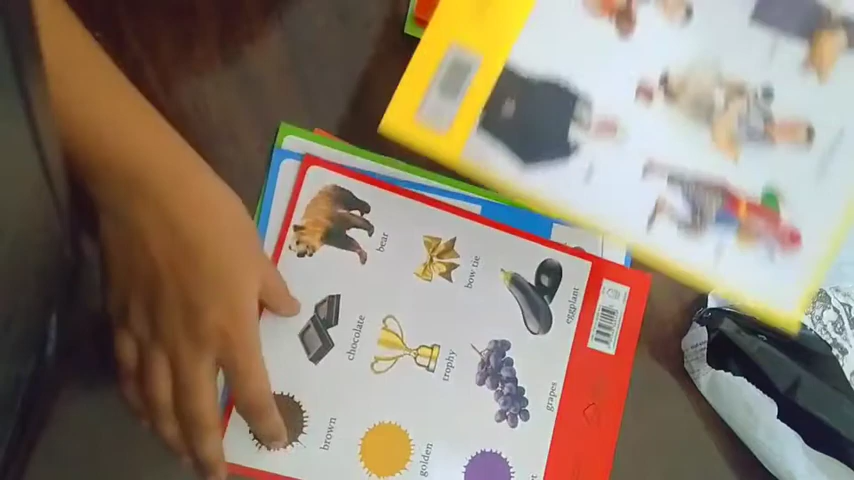 bear
bow tie
eggplant
chocolate
trophy
grapes
brown
golden